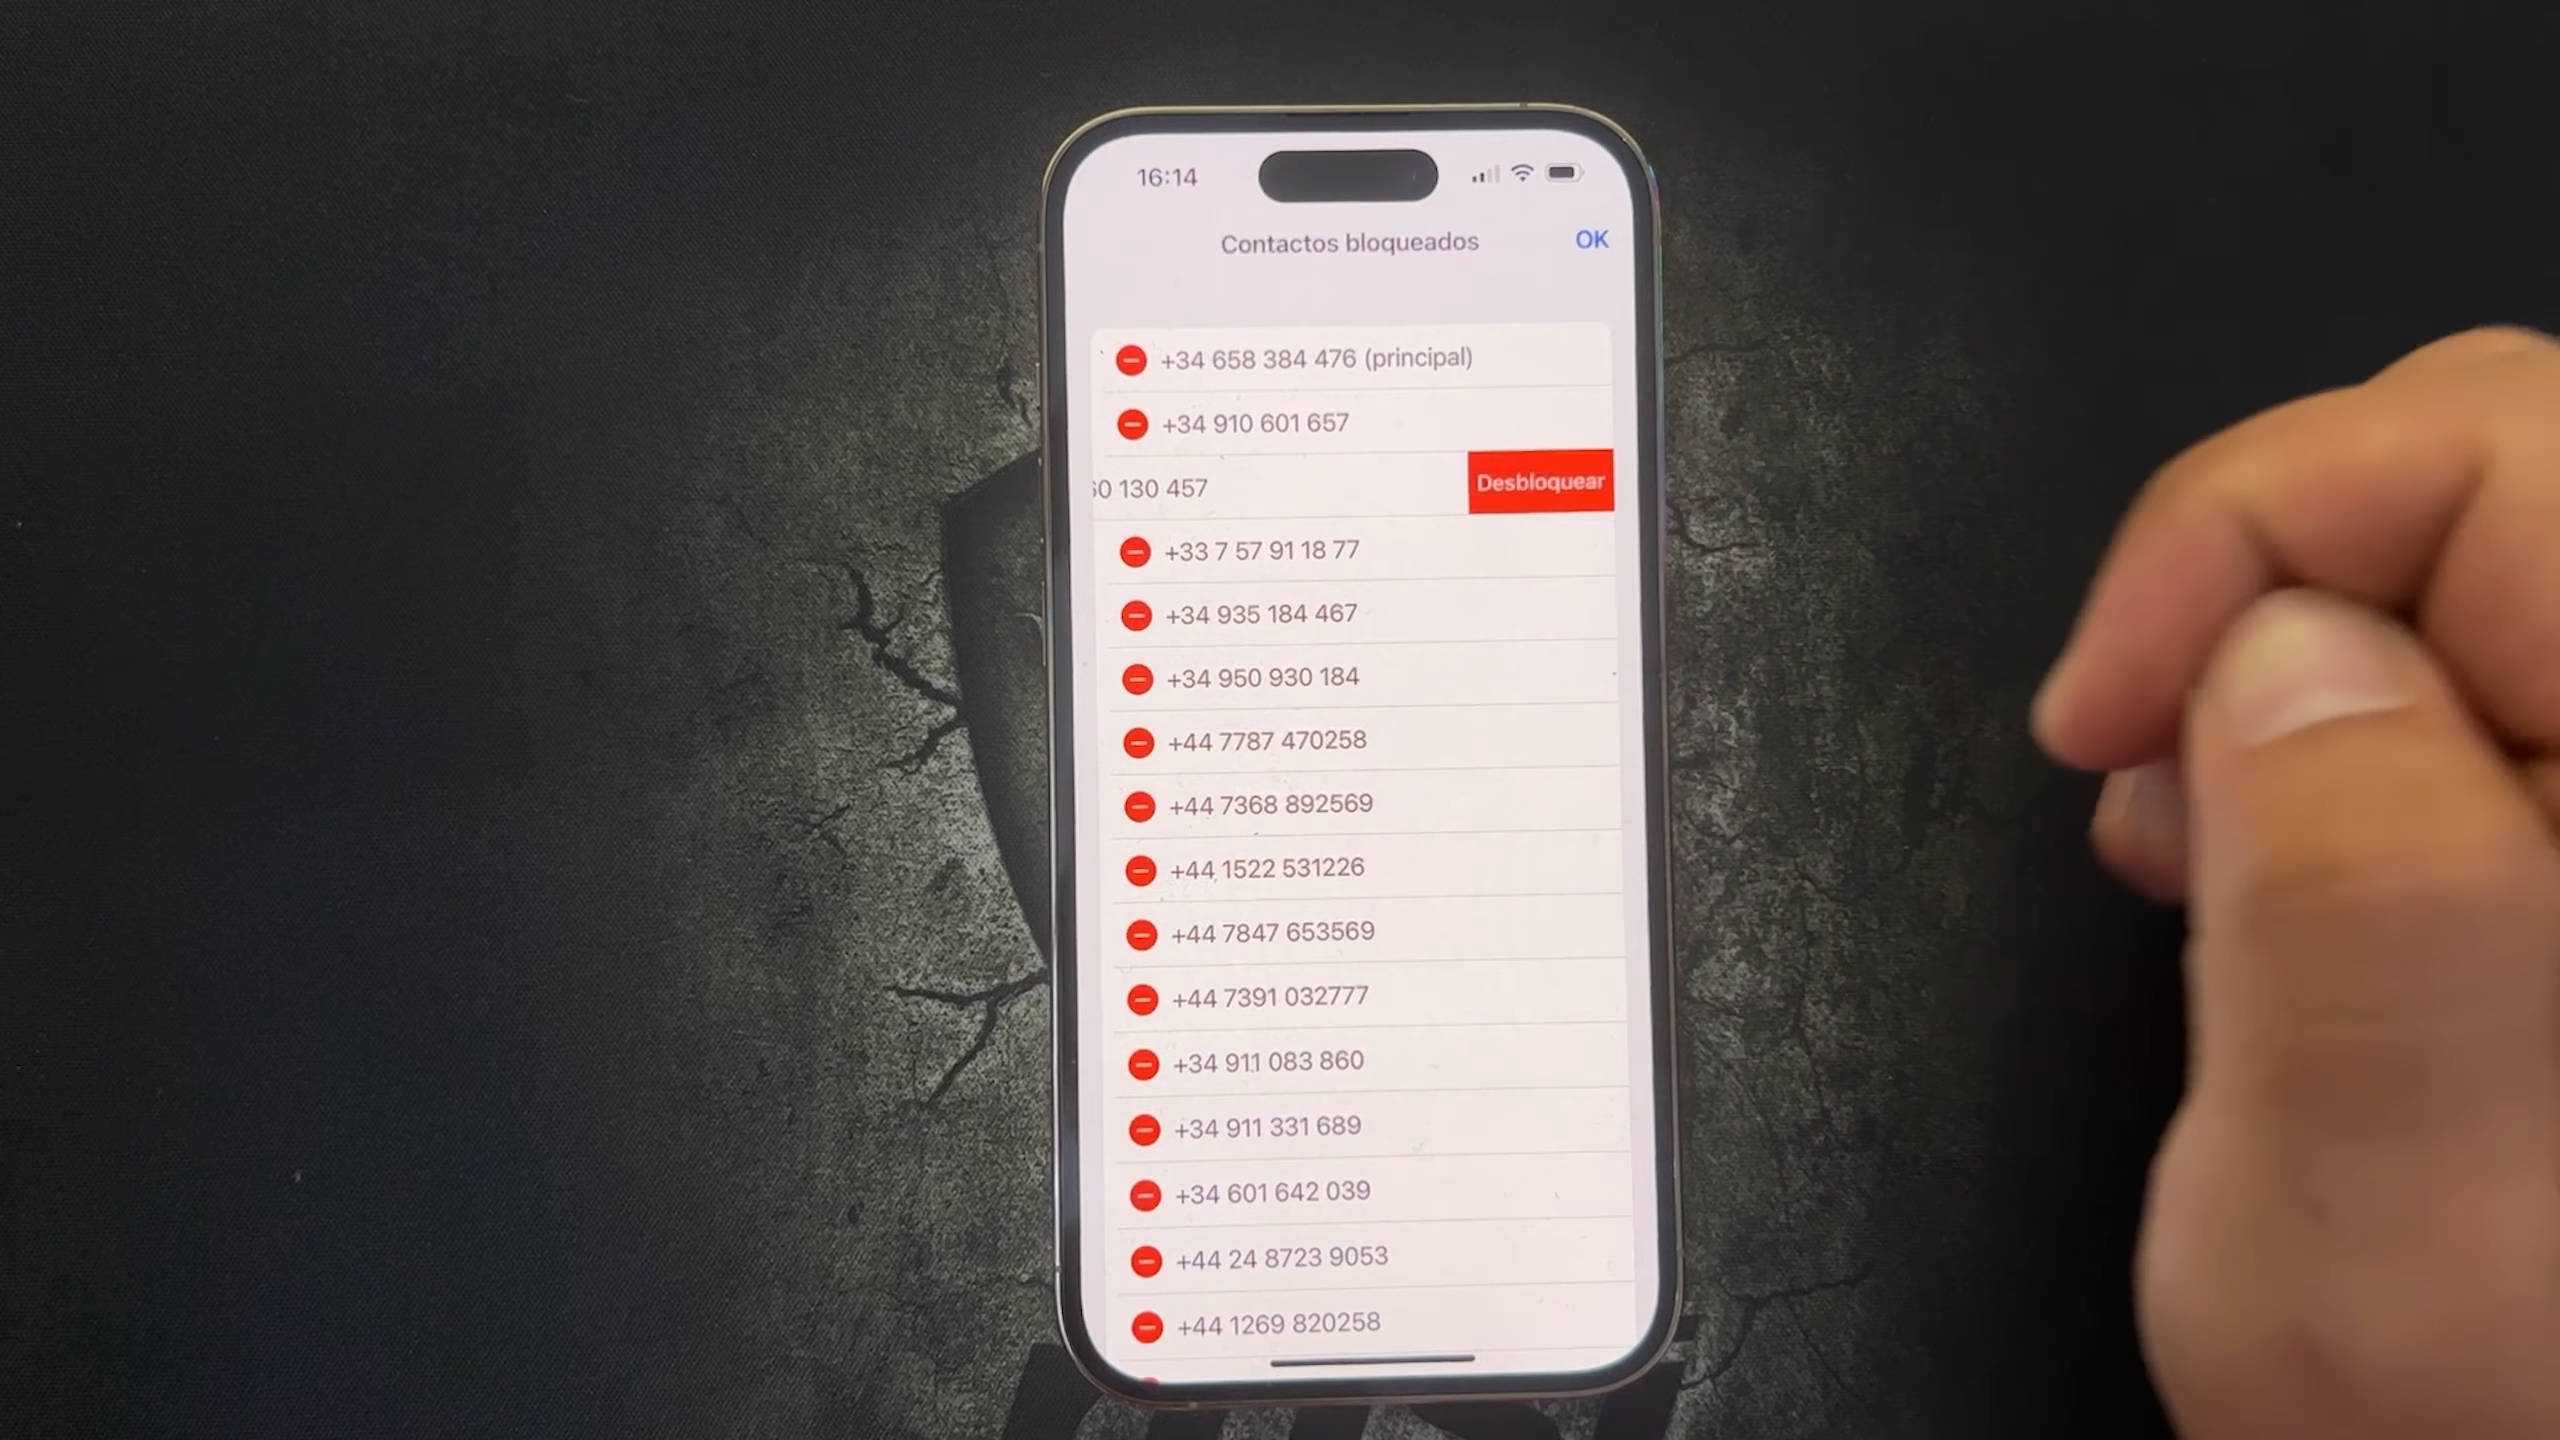 16:14
Contactos bloqueados
OK
+34 658 384 476 (principal)
+34 910 601 657
60 130 457
Desbloquear
+33 7 57 91 18 77
+34 935 184 467
+34 950 930 184
+44 7787 470258
+44 7368 892569
+44 1522 531226
+44 7847 653569
+44 7391 032777
+34 911 083 860
+34 911 331 689
+34 601 642 039
+44 24 8723 9053
+44 1269 820258